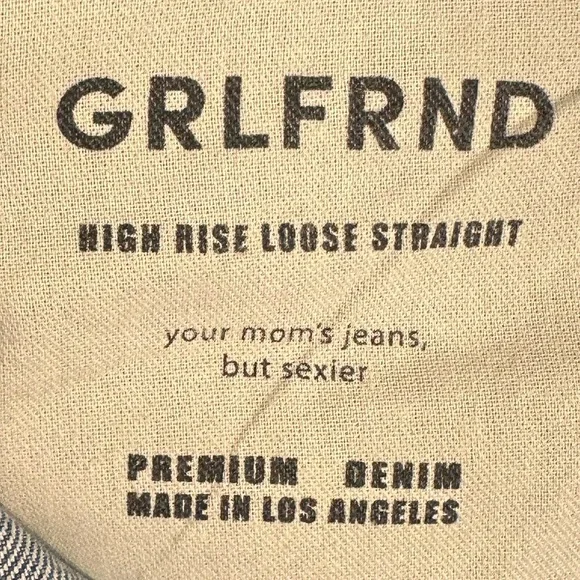 GRLFRND
HIGH RISE LOOSE STRAIGHT
your mom's jeans,
but sexier
PREMIUM DENIM
MADE IN LOS ANGELES